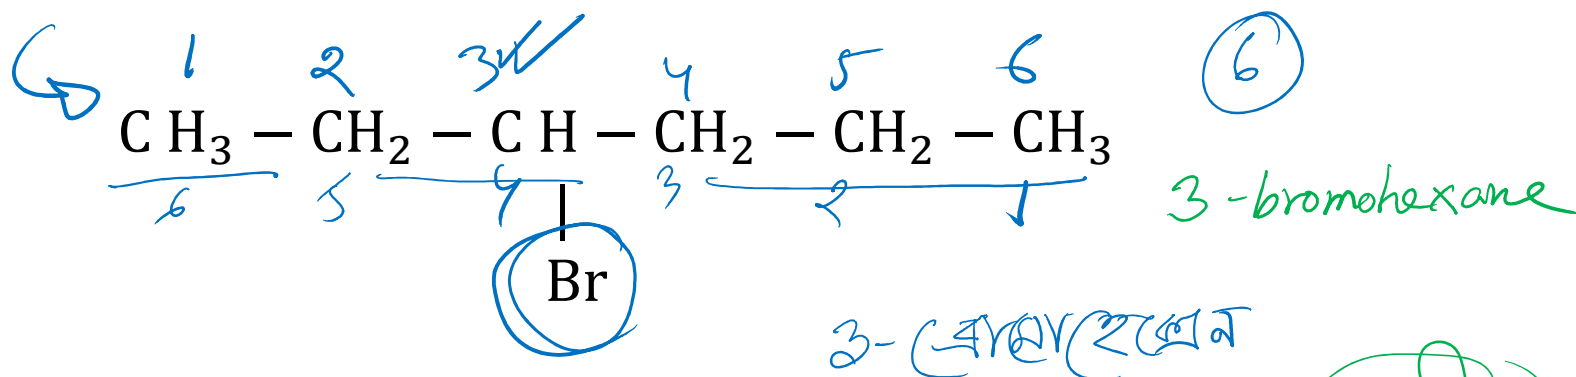 1 2 3 4 5 6 6
CH₃ – CH₂ – CH – CH₂ – CH₂ – CH₃
6 5 4 3 2 1
3-bromohexane
Br
3-ব্রোমোহেক্সেন